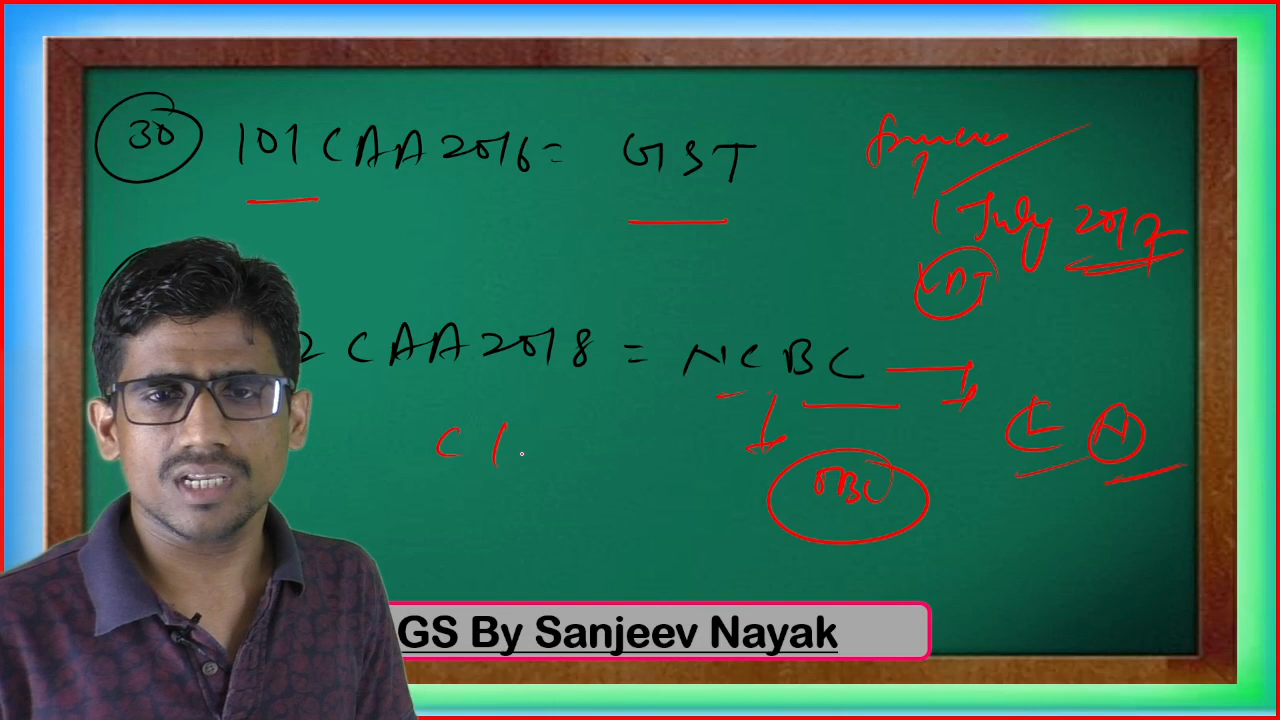 30 101 CAA 2016 = GST
1 July 2017
2 CAA 2018 = NCBC
C (
OBC
N
GS By Sanjeev Nayak